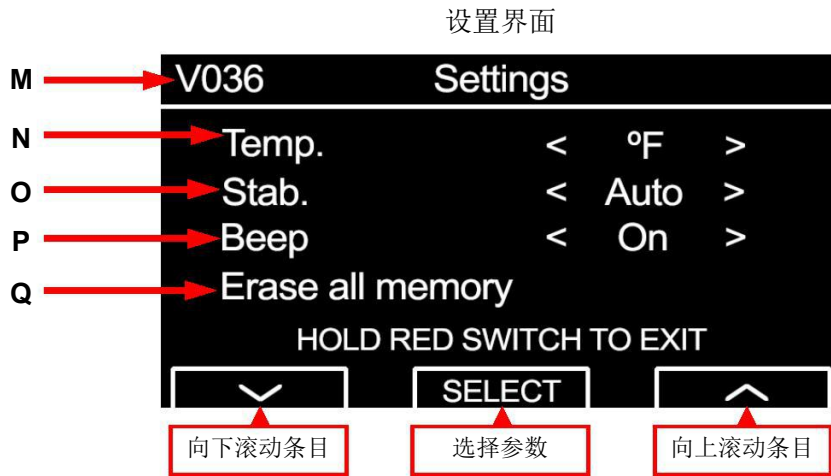 设置界面
M V036 Settings
N Temp. < ºF >
O Stab. < Auto >
P Beep < On >
Q Erase all memory
HOLD RED SWITCH TO EXIT
SELECT
向下滚动条目 选择参数 向上滚动条目